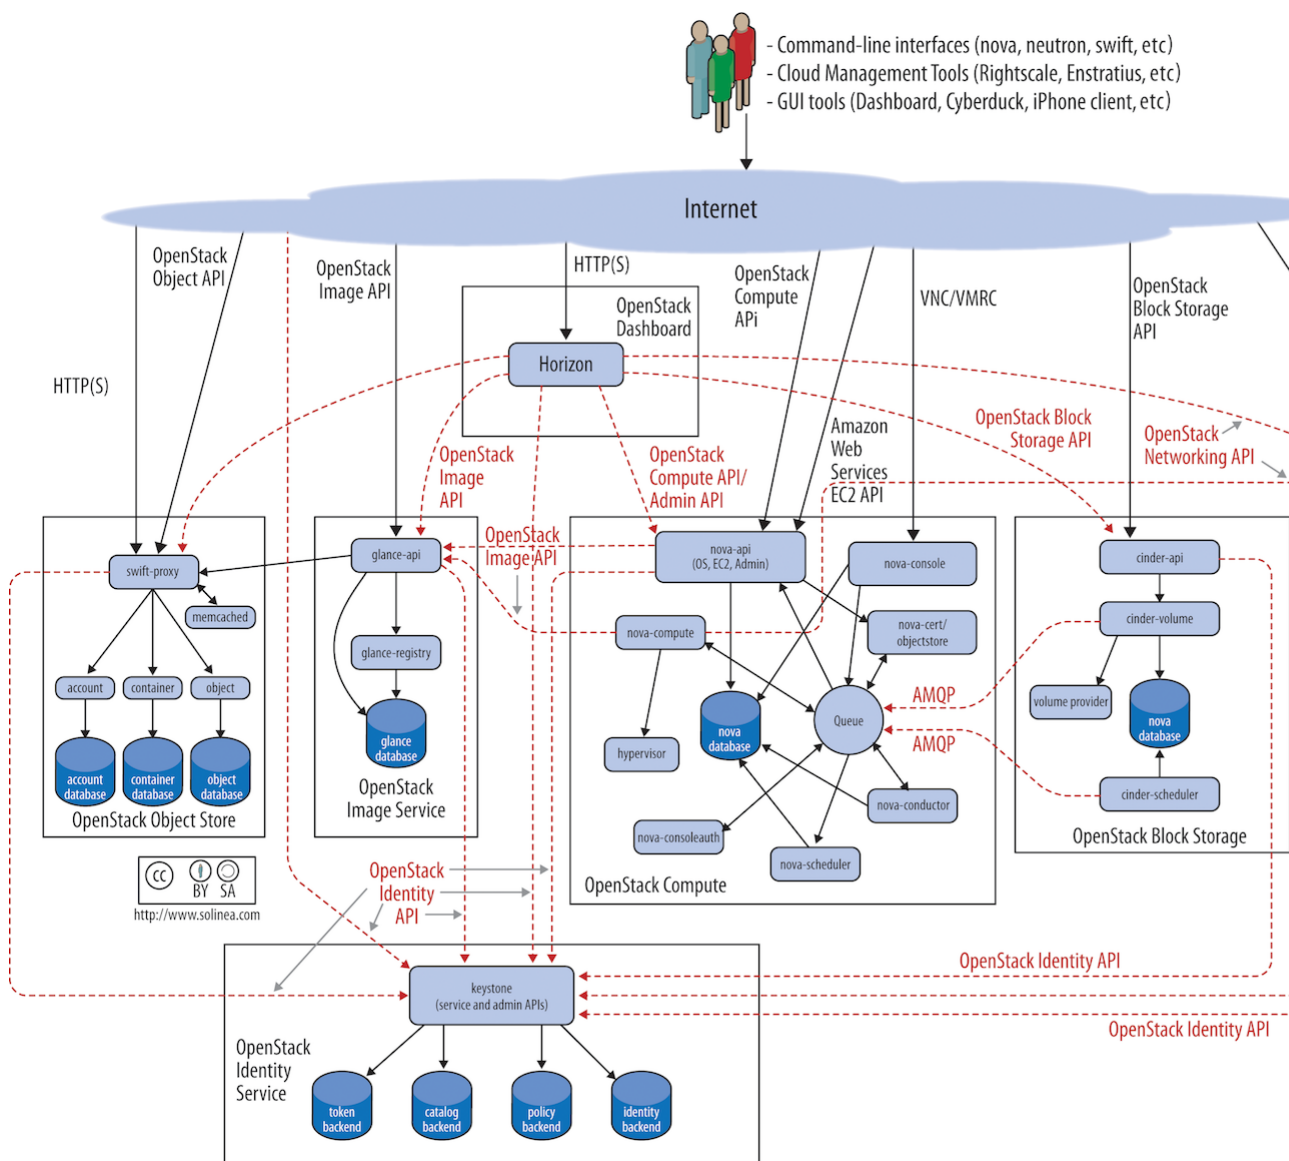 - Command-line interfaces (nova, neutron, swift, etc)
- Cloud Management Tools (Rightscale, Enstratius, etc)
- GUI tools (Dashboard, Cyberduck, iPhone client, etc)
Internet
OpenStack
Object API
OpenStack
Image API
HTTP(S)
OpenStack
Compute
APi
VNC/VMRC
OpenStack
Block Storage
API
OpenStack
Dashboard
Horizon
HTTP(S)
OpenStack
Image
API
OpenStack
Compute API/
Admin API
Amazon
Web
Services
EC2 API
OpenStack Block
Storage API
OpenStack
Networking API
swift-proxy
memcached
account
container
object
account
database
container
database
object
database
OpenStack Object Store
glance-api
glance-registry
glance
database
OpenStack
Image Service
OpenStack
Image API
nova-api
(OS, EC2, Admin)
nova-console
nova-compute
nova-cert/
objectstore
hypervisor
nova
database
Queue
nova-consoleauth
nova-scheduler
nova-conductor
OpenStack Compute
AMQP
AMQP
cinder-api
cinder-volume
volume provider
nova
database
cinder-scheduler
OpenStack Block Storage
CC
BY SA
http://www.solinea.com
OpenStack
Identity
API
OpenStack Identity API
OpenStack Identity API
keystone
(service and admin APIs)
OpenStack
Identity
Service
token
backend
catalog
backend
policy
backend
identity
backend